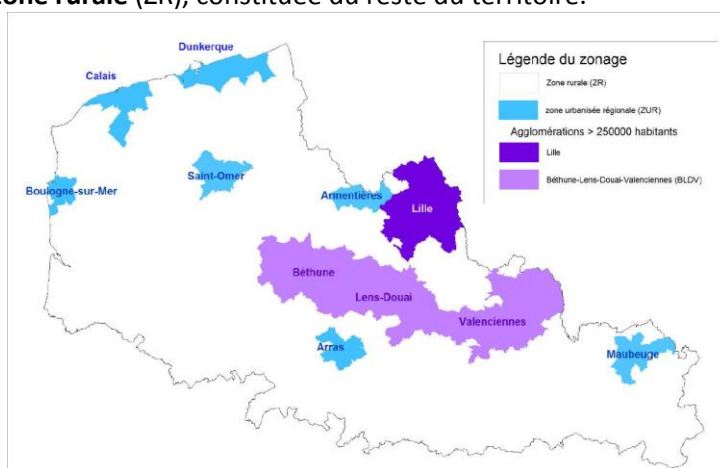 zone rurale (ZR), constituée du reste du territoire.
Dunkerque
Calais
Légende du zonage
Zone rurale (ZR)
zone urbanisée régionale (ZUR)
Agglomérations > 250000 habitants
Lille
Béthune-Lens-Douai-Valenciennes (BLDV)
Saint-Omer
Boulogne-sur-Mer
Armentières
Lille
Béthune
Lens-Douai
Valenciennes
Arras
Maubeuge